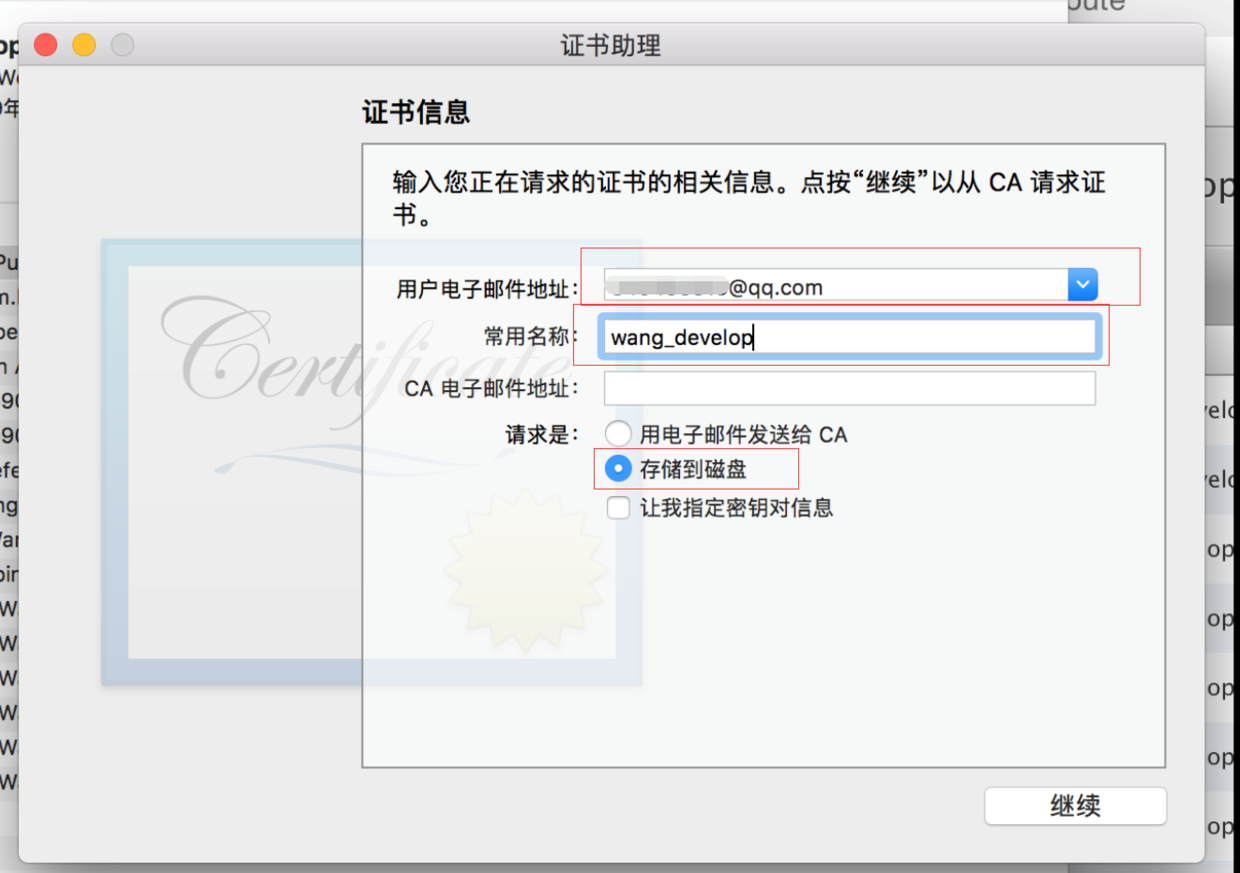 证书助理
证书信息
输入您正在请求的证书的相关信息。点按“继续”以从 CA 请求证
书。
用户电子邮件地址： @qq.com
常用名称： wang_develop
CA 电子邮件地址：
请求是： 用电子邮件发送给 CA
存储到磁盘
让我指定密钥对信息
Certificate
继续